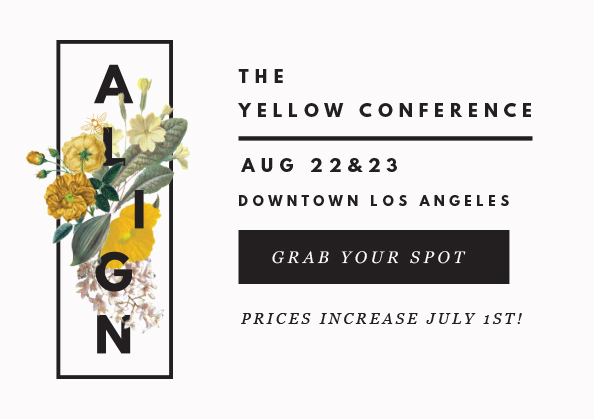 ALIGN
THE
YELLOW CONFERENCE
AUG 22&23
DOWNTOWN LOS ANGELES
GRAB YOUR SPOT
PRICES INCREASE JULY 1ST!